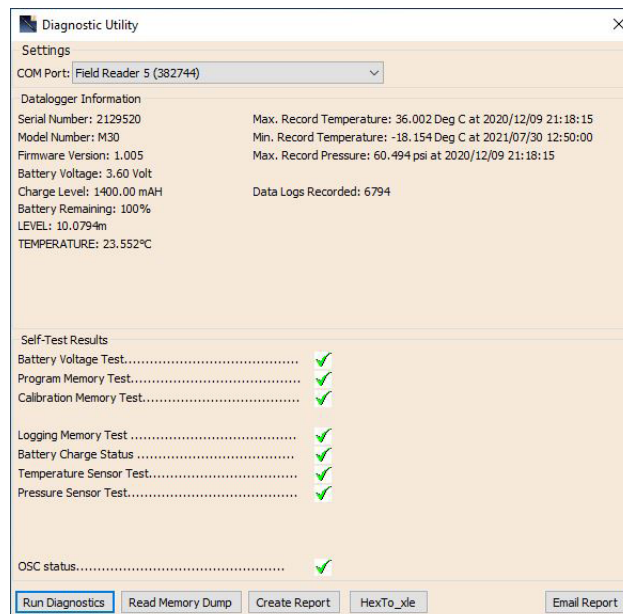 Diagnostic Utility
Settings
COM Port: Field Reader 5 (382744)
Datalogger Information
Serial Number: 2129520
Max. Record Temperature: 36.002 Deg C at 2020/12/09 21:18:15
Model Number: M30
Min. Record Temperature: -18.154 Deg C at 2021/07/30 12:50:00
Firmware Version: 1.005
Max. Record Pressure: 60.494 psi at 2020/12/09 21:18:15
Battery Voltage: 3.60 Volt
Charge Level: 1400.00 mAH
Data Logs Recorded: 6794
Battery Remaining: 100%
LEVEL: 10.0794m
TEMPERATURE: 23.552°C
Self-Test Results
Battery Voltage Test.........................................
Program Memory Test.........................................
Calibration Memory Test......................................
Logging Memory Test ........................................
Battery Charge Status ......................................
Temperature Sensor Test....................................
Pressure Sensor Test.........................................
OSC status..................................................
Run Diagnostics
Read Memory Dump
Create Report
HexTo_xle
Email Report